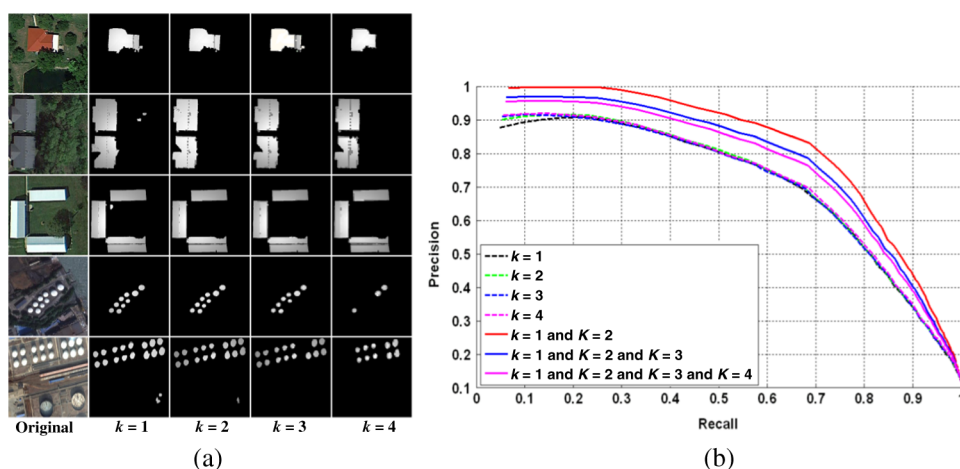 Original
k = 1
k = 2
k = 3
k = 4
(a)
1
0.9
0.8
0.7
0.6
0.5
0.4
0.3
0.2
0.1
Precision
k = 1
k = 2
k = 3
k = 4
k = 1 and K = 2
k = 1 and K = 2 and K = 3
k = 1 and K = 2 and K = 3 and K = 4
0 0.1 0.2 0.3 0.4 0.5 0.6 0.7 0.8 0.9 1
Recall
(b)